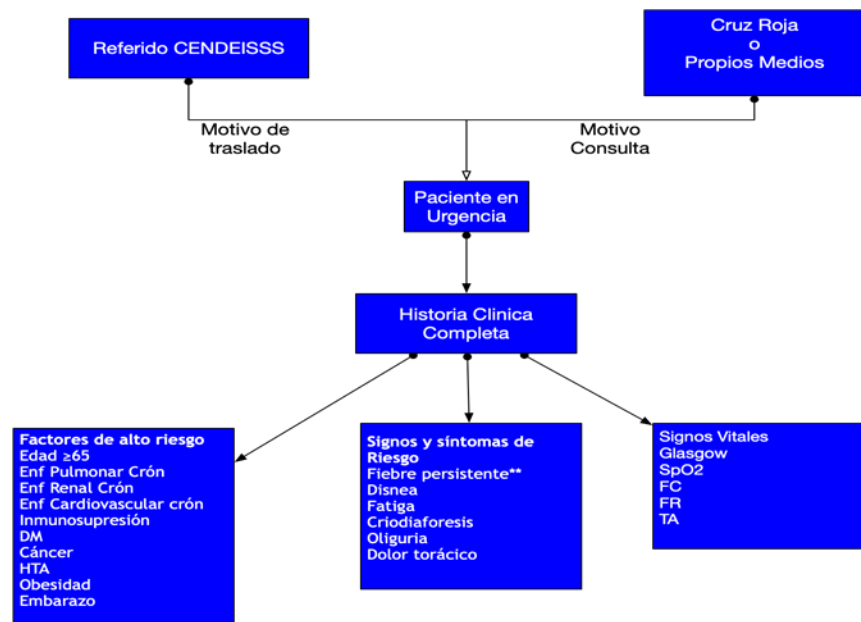 Referido CENDEISSS
Cruz Roja
o
Propios Medios
Motivo de
traslado
Motivo
Consulta
Paciente en
Urgencia
Historia Clinica
Completa
Factores de alto riesgo
Edad ≥65
Enf Pulmonar Crón
Enf Renal Crón
Enf Cardiovascular crón
Inmunosupresión
DM
Cáncer
HTA
Obesidad
Embarazo
Signos y síntomas de
Riesgo
Fiebre persistente**
Disnea
Fatiga
Criodiaforesis
Oliguria
Dolor torácico
Signos Vitales
Glasgow
SpO2
FC
FR
TA